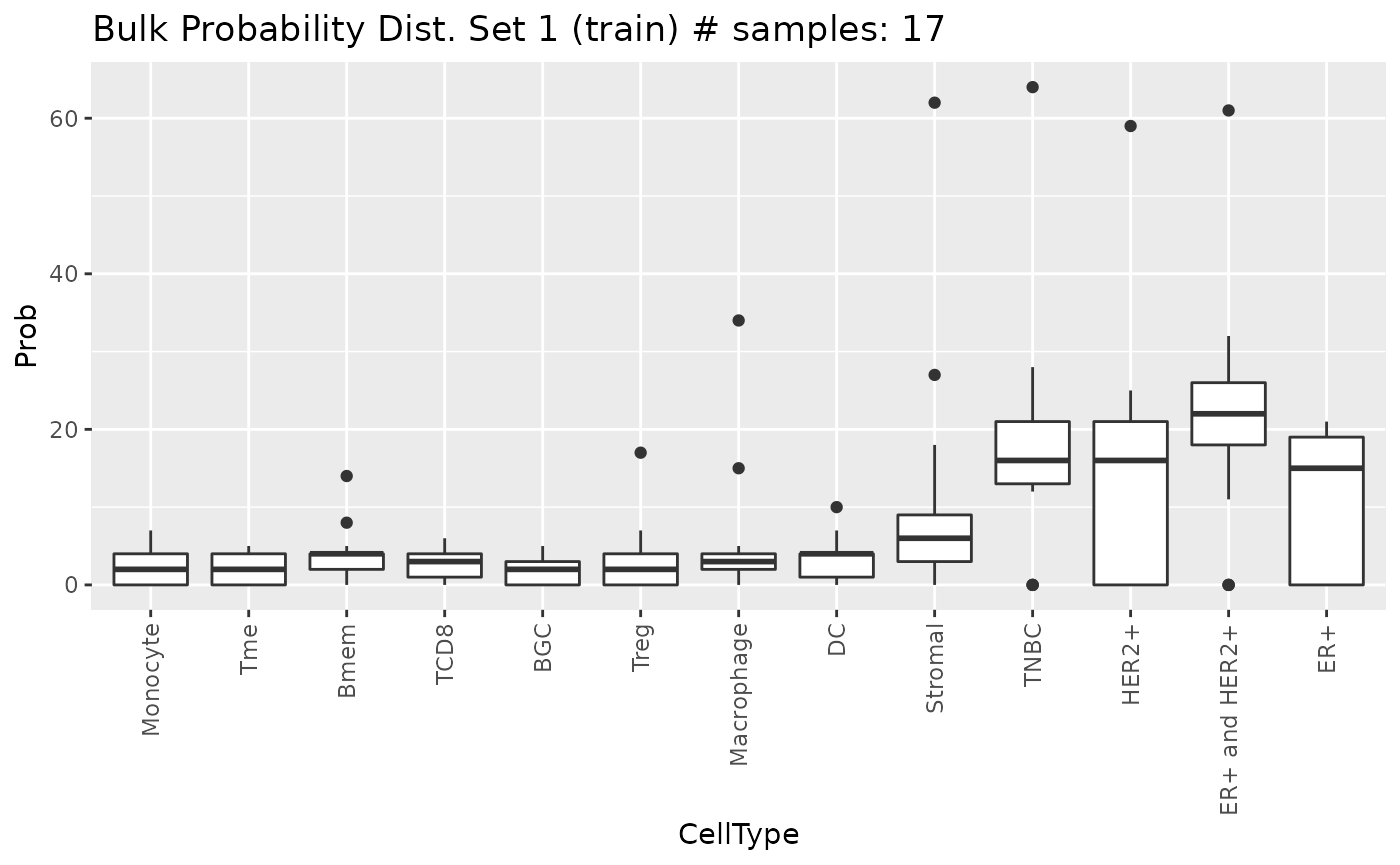 Bulk Probability Dist. Set 1 (train) # samples: 17
Prob
60
40
20
0
Monocyte
Tme
Bmem
TCD8
BGC
Treg
Macrophage
DC
Stromal
TNBC
HER2+
ER+ and HER2+
ER+
CellType